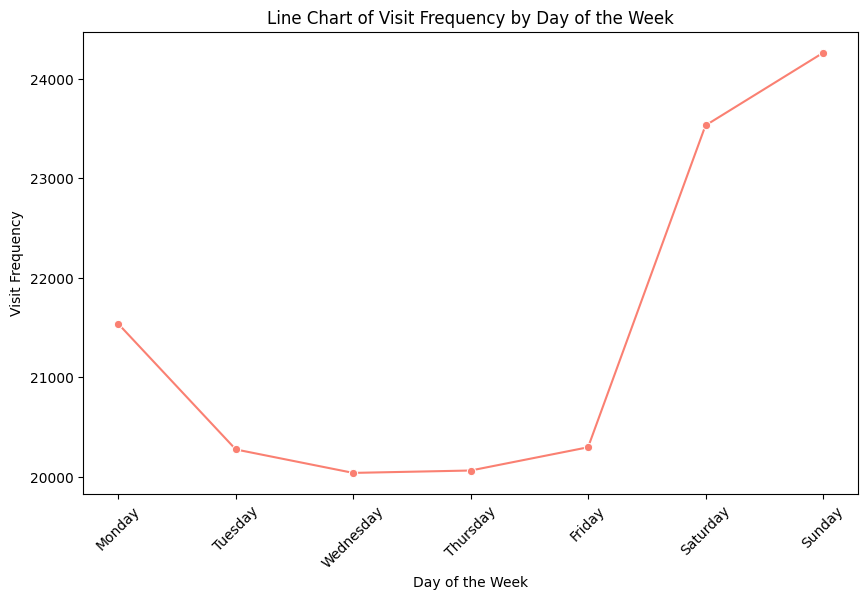 Line Chart of Visit Frequency by Day of the Week
24000
23000
22000
21000
20000
Visit Frequency
Monday
Tuesday
Wednesday
Thursday
Friday
Saturday
Sunday
Day of the Week